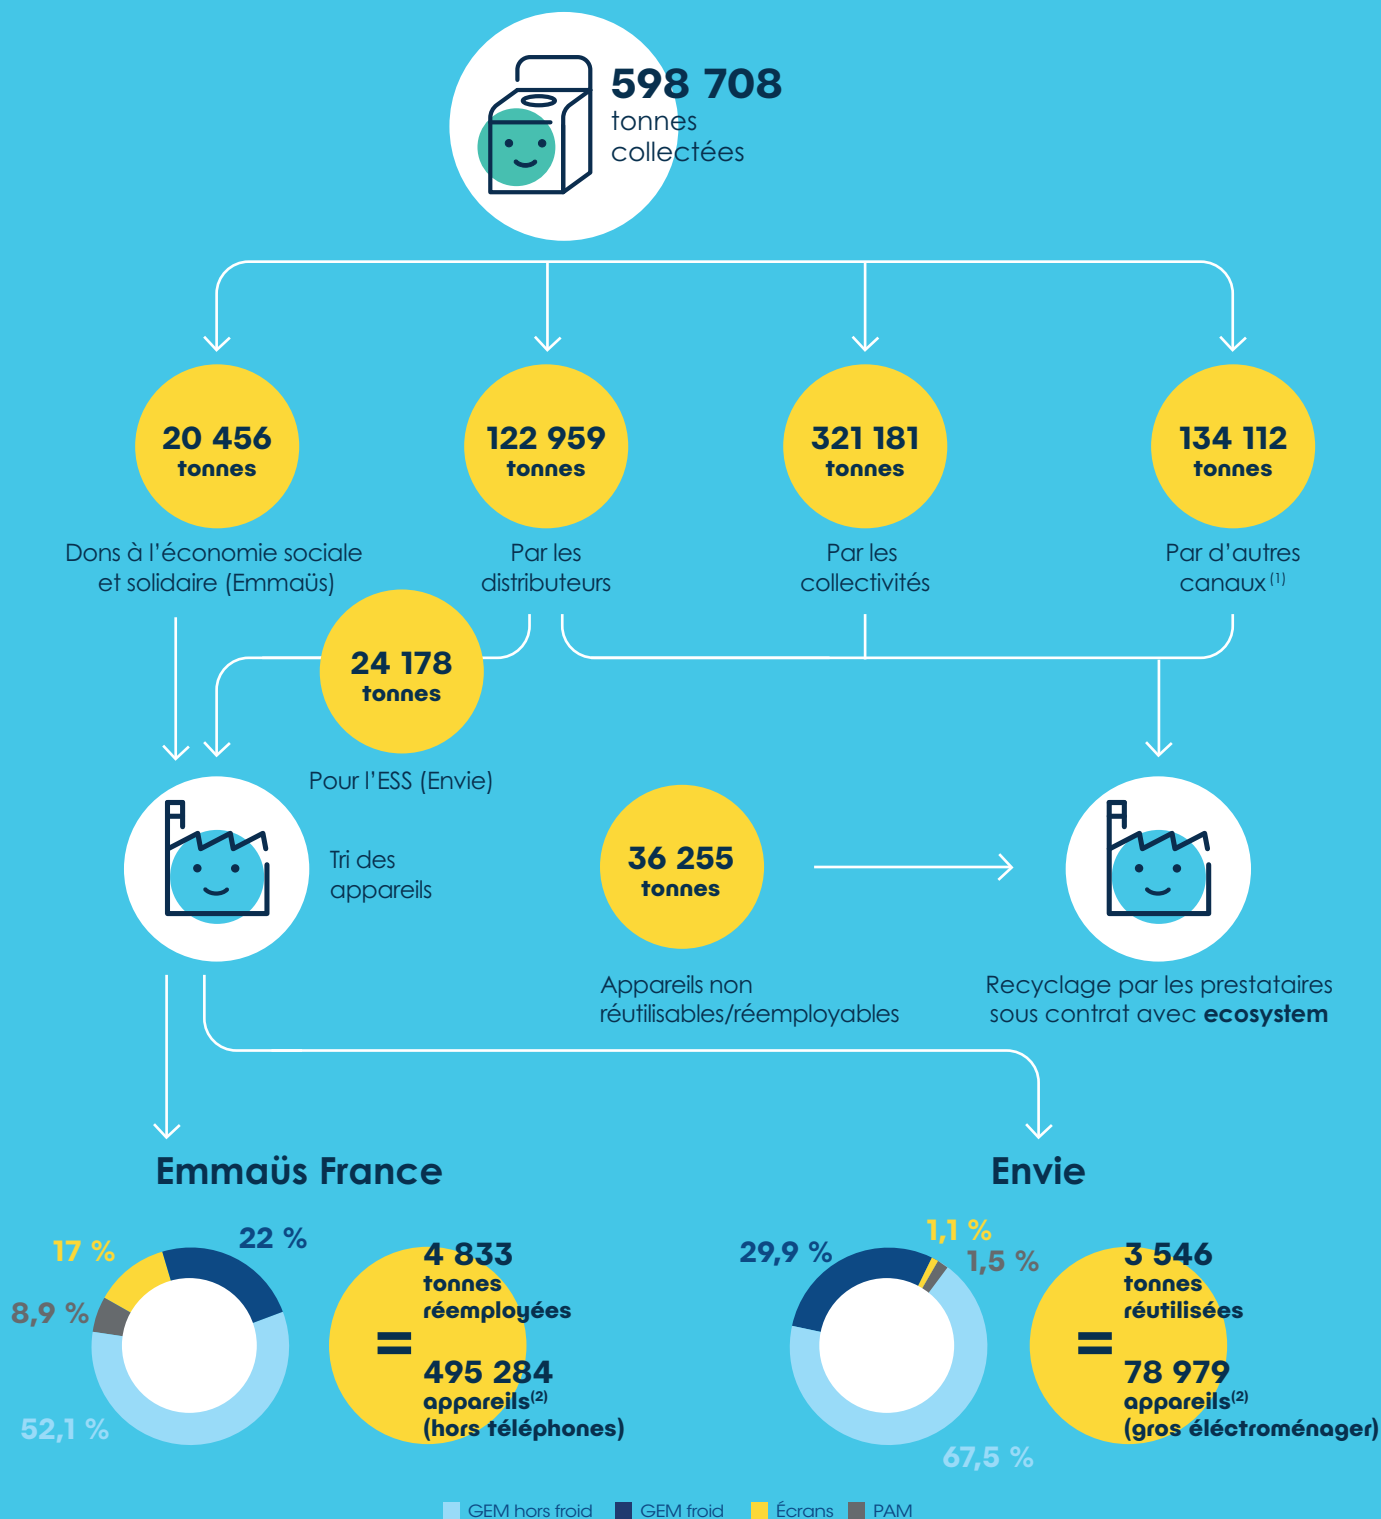 598 708
tonnes
collectées
20 456
tonnes
122 959
tonnes
321 181
tonnes
134 112
tonnes
Dons à l'économie sociale
et solidaire (Emmaüs)
Par les
distributeurs
Par les
collectivités
Par d'autres
canaux (1)
24 178
tonnes
Pour l'ESS (Envie)
Tri des
appareils
36 255
tonnes
Appareils non
réutilisables/réemployables
Recyclage par les prestataires
sous contrat avec ecosystem
Emmaüs France
17 %
22 %
8,9 %
52,1 %
=
4 833
tonnes
réemployées
495 284
appareils(2)
(hors téléphones)
Envie
29,9 %
1,1 %
1,5 %
67,5 %
=
3 546
tonnes
réutilisées
78 979
appareils(2)
(gros éléctroménager)
GEM hors froid GEM froid Écrans PAM